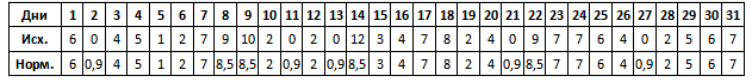 Дни 1 2 3 4 5 6 7 8 9 10 11 12 13 14 15 16 17 18 19 20 21 22 23 24 25 26 27 28 29 30 31
Исх. 6 0 4 5 1 2 7 9 10 2 0 2 0 12 3 4 7 8 2 4 0 9 7 7 6 4 0 2 5 6 7
Норм. 6 0,9 4 5 1 2 7 8,5 8,5 2 0,9 2 0,9 8,5 3 4 7 8 2 4 0,9 8,5 7 7 6 4 0,9 2 5 6 7